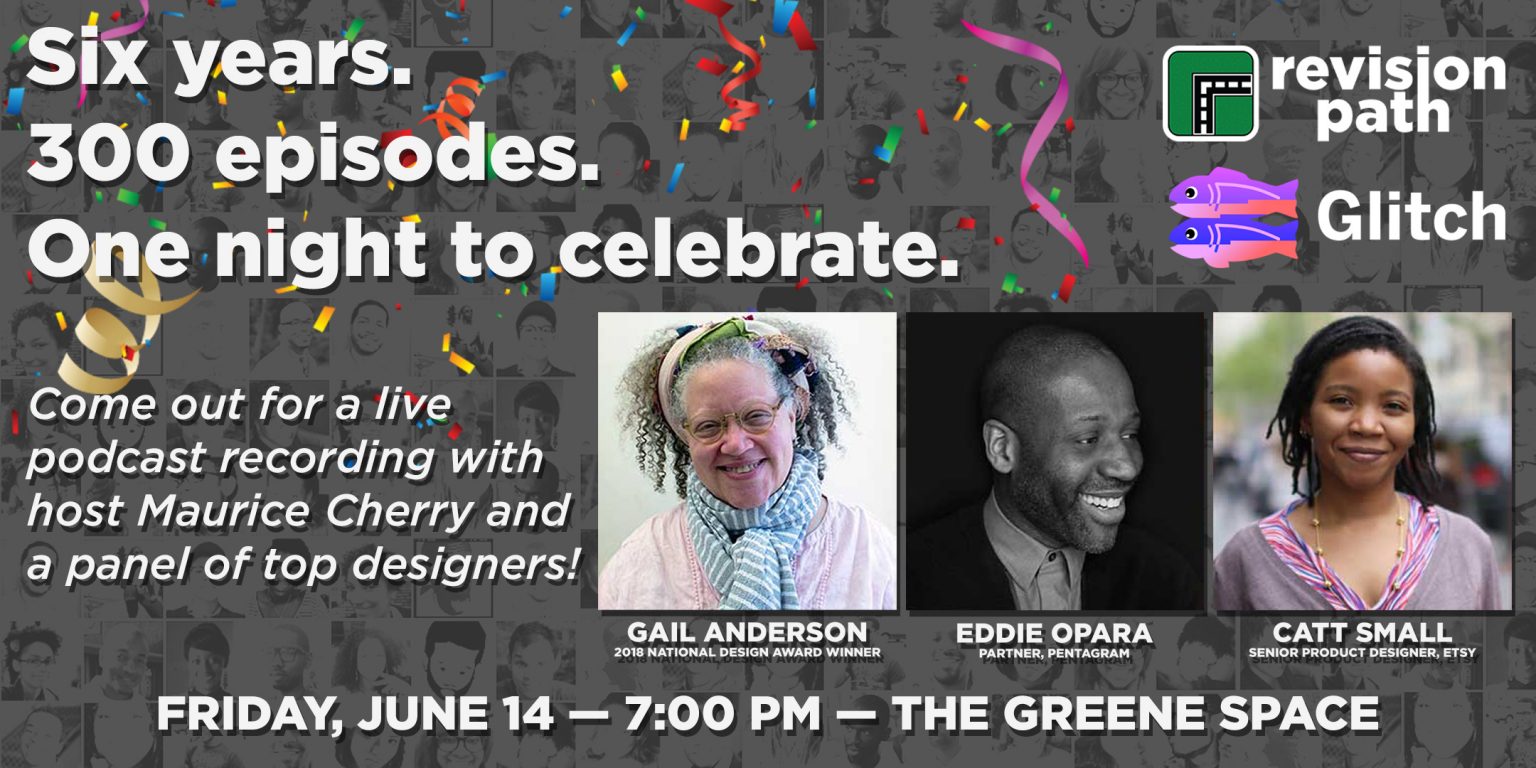 Six years.
300 episodes.
One night to celebrate.
revision
path
Glitch
Come out for a live
podcast recording with
host Maurice Cherry and
a panel of top designers!
GAIL ANDERSON
2018 NATIONAL DESIGN AWARD WINNER
EDDIE OPARA
PARTNER, PENTAGRAM
CATT SMALL
SENIOR PRODUCT DESIGNER, ETSY
FRIDAY, JUNE 14 — 7:00 PM — THE GREENE SPACE